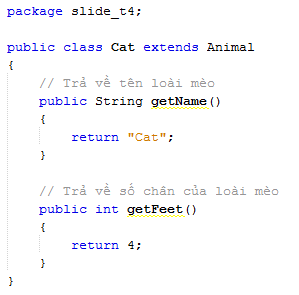 package slide_t4;
public class Cat extends Animal
{
// Trả về tên loài mèo
public String getName()
{
return "Cat";
}
// Trả về số chân của loài mèo
public int getFeet()
{
return 4;
}
}